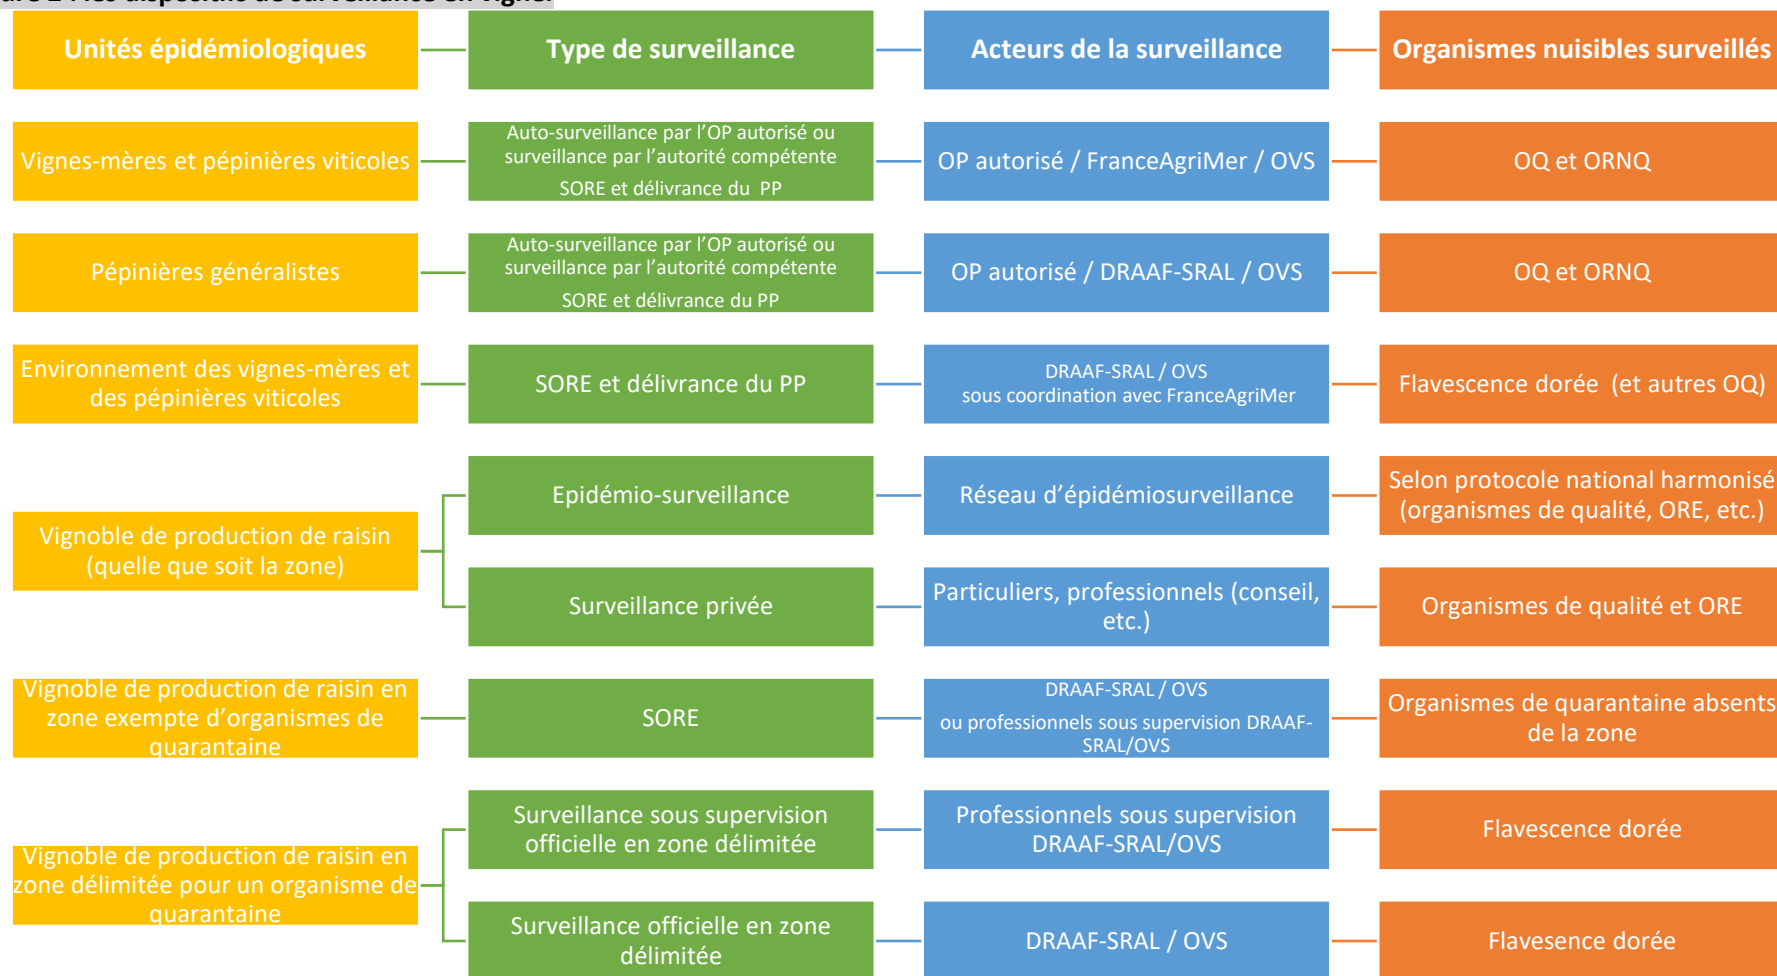 les dispositifs de surveillance en vigne.
Unités épidémiologiques
Type de surveillance
Acteurs de la surveillance
Organismes nuisibles surveillés
Vignes-mères et pépinières viticoles
Auto-surveillance par l'OP autorisé ou
surveillance par l'autorité compétente
SORE et délivrance du PP
OP autorisé / FranceAgriMer / OVS
OQ et ORNQ
Pépinières généralistes
Auto-surveillance par l'OP autorisé ou
surveillance par l'autorité compétente
SORE et délivrance du PP
OP autorisé / DRAAF-SRAL / OVS
OQ et ORNQ
Environnement des vignes-mères et
des pépinières viticoles
SORE et délivrance du PP
DRAAF-SRAL / OVS
sous coordination avec FranceAgriMer
Flavescence dorée (et autres OQ)
Vignoble de production de raisin
(quelle que soit la zone)
Epidémio-surveillance
Réseau d'épidémiosurveillance
Selon protocole national harmonisé
(organismes de qualité, ORE, etc.)
Surveillance privée
Particuliers, professionnels (conseil,
etc.)
Organismes de qualité et ORE
Vignoble de production de raisin en
zone exempte d'organismes de
quarantaine
SORE
DRAAF-SRAL / OVS
ou professionnels sous supervision DRAAF-
SRAL/OVS
Organismes de quarantaine absents
de la zone
Vignoble de production de raisin en
zone délimitée pour un organisme de
quarantaine
Surveillance sous supervision
officielle en zone délimitée
Professionnels sous supervision
DRAAF-SRAL/OVS
Flavescence dorée
Surveillance officielle en zone
délimitée
DRAAF-SRAL / OVS
Flavesence dorée